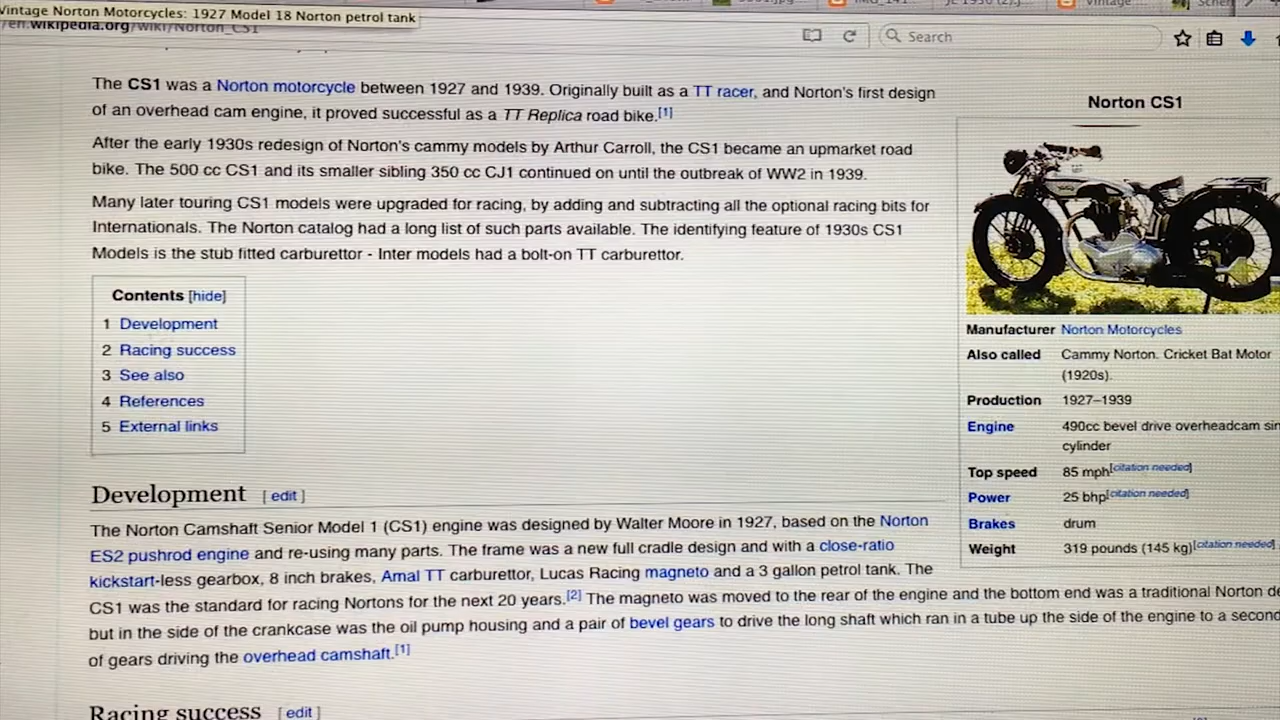 Vintage Norton Motorcycles: 1927 Model 18 Norton petrol tank
/en.wikipedia.org/wiki/Norton_CS1
Search
The CS1 was a Norton motorcycle between 1927 and 1939. Originally built as a TT racer, and Norton's first design
of an overhead cam engine, it proved successful as a TT Replica road bike.[1]
After the early 1930s redesign of Norton's cammy models by Arthur Carroll, the CS1 became an upmarket road
bike. The 500 cc CS1 and its smaller sibling 350 cc CJ1 continued on until the outbreak of WW2 in 1939.
Many later touring CS1 models were upgraded for racing, by adding and subtracting all the optional racing bits for
Internationals. The Norton catalog had a long list of such parts available. The identifying feature of 1930s CS1
Models is the stub fitted carburettor - Inter models had a bolt-on TT carburettor.
Contents [hide]
1 Development
2 Racing success
3 See also
4 References
5 External links
Norton CS1
Manufacturer Norton Motorcycles
Also called Cammy Norton. Cricket Bat Motor
(1920s).
Production 1927–1939
Engine 490cc bevel drive overheadcam sin
cylinder
Top speed 85 mph[citation needed]
Power 25 bhp[citation needed]
Brakes drum
Weight 319 pounds (145 kg)[citation needed]
Development [ edit ]
The Norton Camshaft Senior Model 1 (CS1) engine was designed by Walter Moore in 1927, based on the Norton
ES2 pushrod engine and re-using many parts. The frame was a new full cradle design and with a close-ratio
kickstart-less gearbox, 8 inch brakes, Amal TT carburettor, Lucas Racing magneto and a 3 gallon petrol tank. The
CS1 was the standard for racing Nortons for the next 20 years.[2] The magneto was moved to the rear of the engine and the bottom end was a traditional Norton de
but in the side of the crankcase was the oil pump housing and a pair of bevel gears to drive the long shaft which ran in a tube up the side of the engine to a second
of gears driving the overhead camshaft.[1]
Racing success [ edit ]